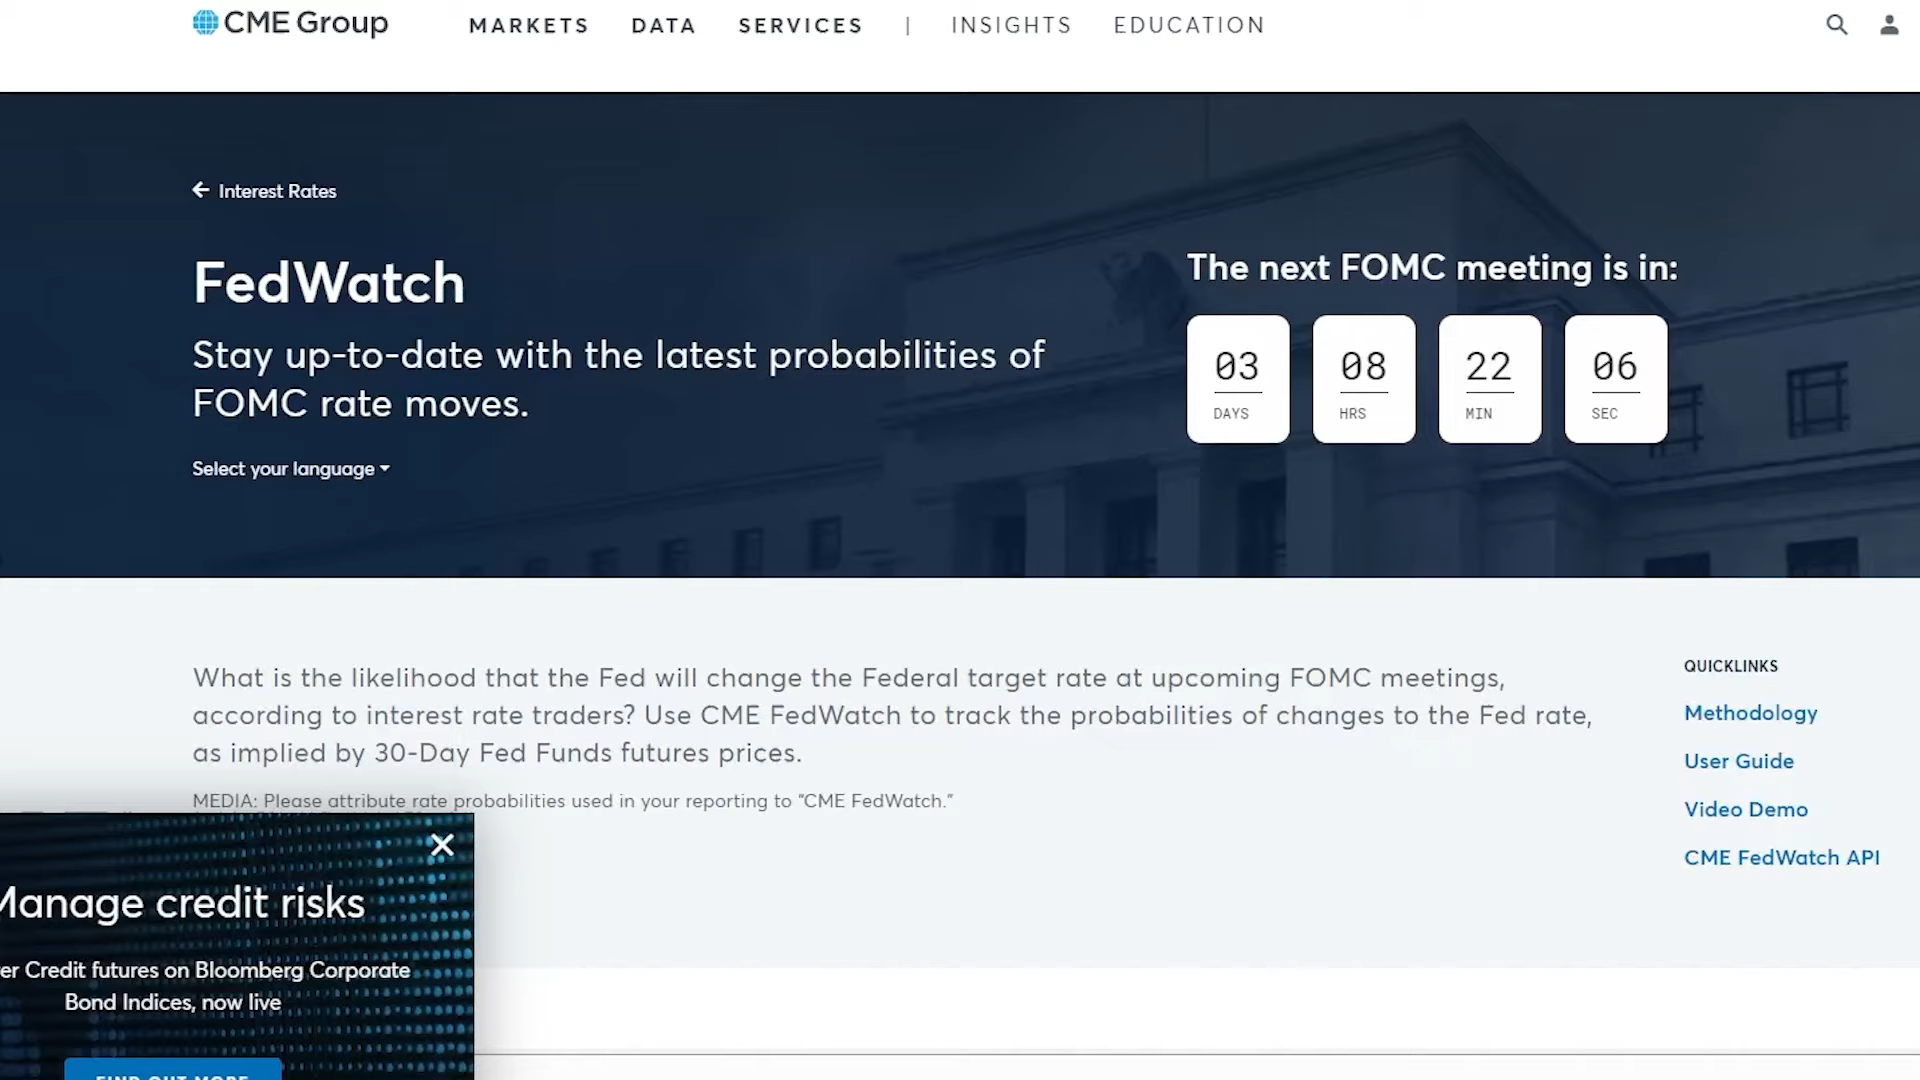 CME Group
MARKETS DATA SERVICES | INSIGHTS EDUCATION
Interest Rates
FedWatch
Stay up-to-date with the latest probabilities of
FOMC rate moves.
Select your language
The next FOMC meeting is in:
03 08 22 06
DAYS HRS MIN SEC
What is the likelihood that the Fed will change the Federal target rate at upcoming FOMC meetings,
according to interest rate traders? Use CME FedWatch to track the probabilities of changes to the Fed rate,
as implied by 30-Day Fed Funds futures prices.
MEDIA: Please attribute rate probabilities used in your reporting to “CME FedWatch.”
QUICKLINKS
Methodology
User Guide
Video Demo
CME FedWatch API
Manage credit risks
er Credit futures on Bloomberg Corporate
Bond Indices, now live
FIND OUT MORE